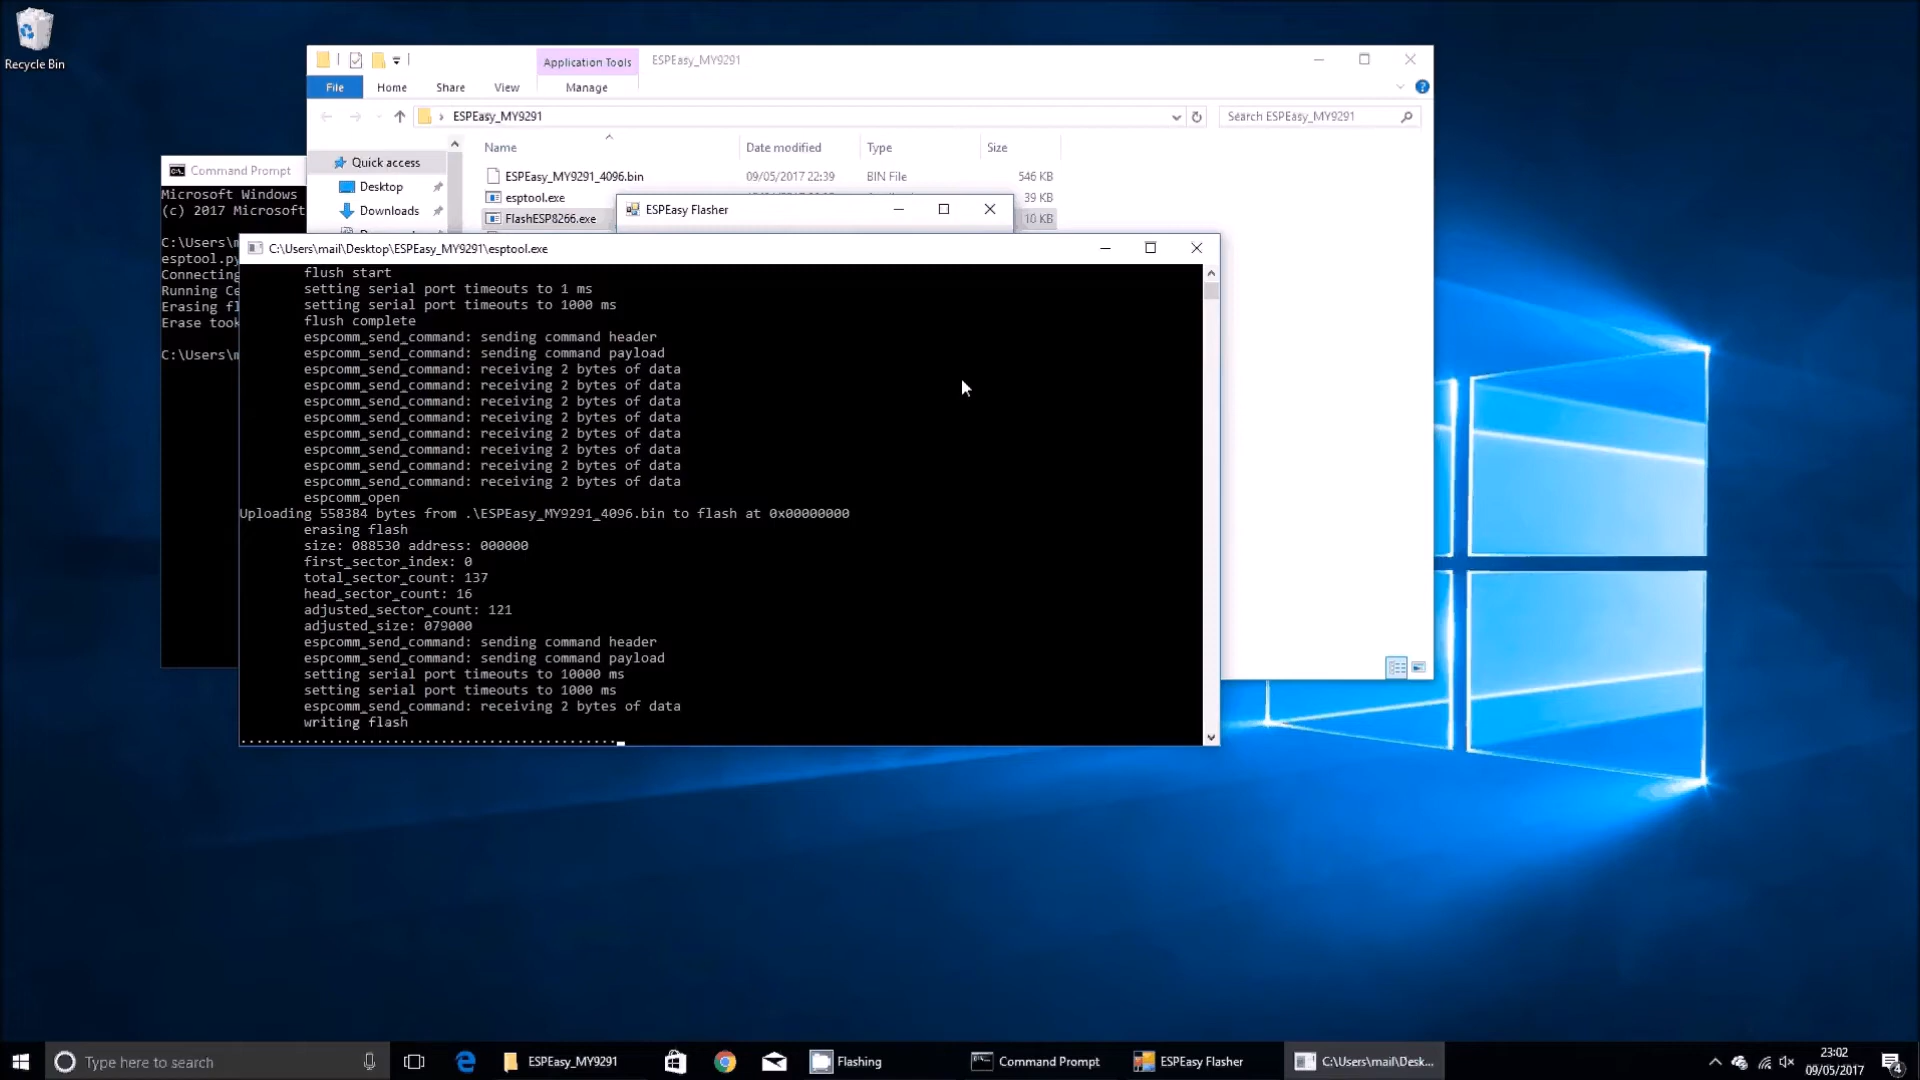 Recycle Bin
Application Tools
ESPEasy_MY9291
File
Home
Share
View
Manage
ESPEasy_MY9291
Search ESPEasy_MY9291
Quick access
Desktop
Downloads
Name
Date modified
Type
Size
ESPEasy_MY9291_4096.bin
09/05/2017 22:39
BIN File
546 KB
esptool.exe
39 KB
FlashESP8266.exe
10 KB
Command Prompt
Microsoft Windows
(c) 2017 Microsoft
C:\Users\m
esptool.py
Connecting
Running Ce
Erasing fl
Erase took
C:\Users\m
ESPEasy Flasher
C:\Users\mail\Desktop\ESPEasy_MY9291\esptool.exe
flush start
setting serial port timeouts to 1 ms
setting serial port timeouts to 1000 ms
flush complete
espcomm_send_command: sending command header
espcomm_send_command: sending command payload
espcomm_send_command: receiving 2 bytes of data
espcomm_send_command: receiving 2 bytes of data
espcomm_send_command: receiving 2 bytes of data
espcomm_send_command: receiving 2 bytes of data
espcomm_send_command: receiving 2 bytes of data
espcomm_send_command: receiving 2 bytes of data
espcomm_send_command: receiving 2 bytes of data
espcomm_send_command: receiving 2 bytes of data
espcomm_open
Uploading 558384 bytes from .\ESPEasy_MY9291_4096.bin to flash at 0x00000000
erasing flash
size: 088530 address: 000000
first_sector_index: 0
total_sector_count: 137
head_sector_count: 16
adjusted_sector_count: 121
adjusted_size: 079000
espcomm_send_command: sending command header
espcomm_send_command: sending command payload
setting serial port timeouts to 10000 ms
setting serial port timeouts to 1000 ms
espcomm_send_command: receiving 2 bytes of data
writing flash
................................................
Type here to search
ESPEasy_MY9291
Flashing
Command Prompt
ESPEasy Flasher
C:\Users\mail\Desk...
23:02
09/05/2017
4